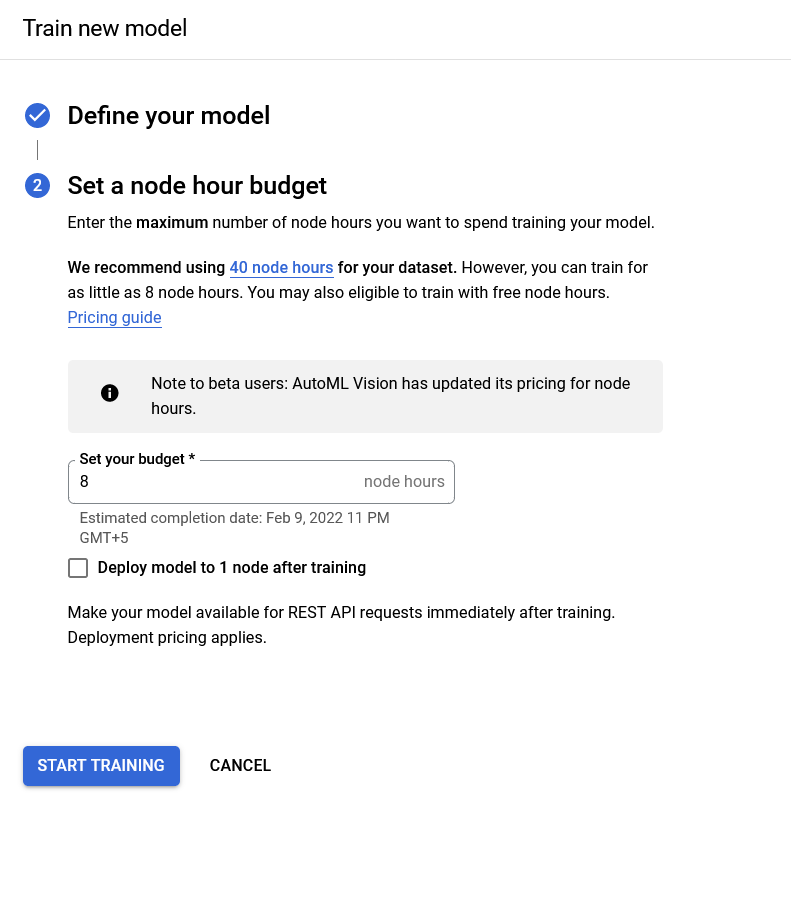 Train new model
Define your model
2
Set a node hour budget
Enter the maximum number of node hours you want to spend training your model.
We recommend using 40 node hours for your dataset. However, you can train for
as little as 8 node hours. You may also eligible to train with free node hours.
Pricing guide
Note to beta users: AutoML Vision has updated its pricing for node
hours.
Set your budget *
8 node hours
Estimated completion date: Feb 9, 2022 11 PM
GMT+5
Deploy model to 1 node after training
Make your model available for REST API requests immediately after training.
Deployment pricing applies.
START TRAINING CANCEL